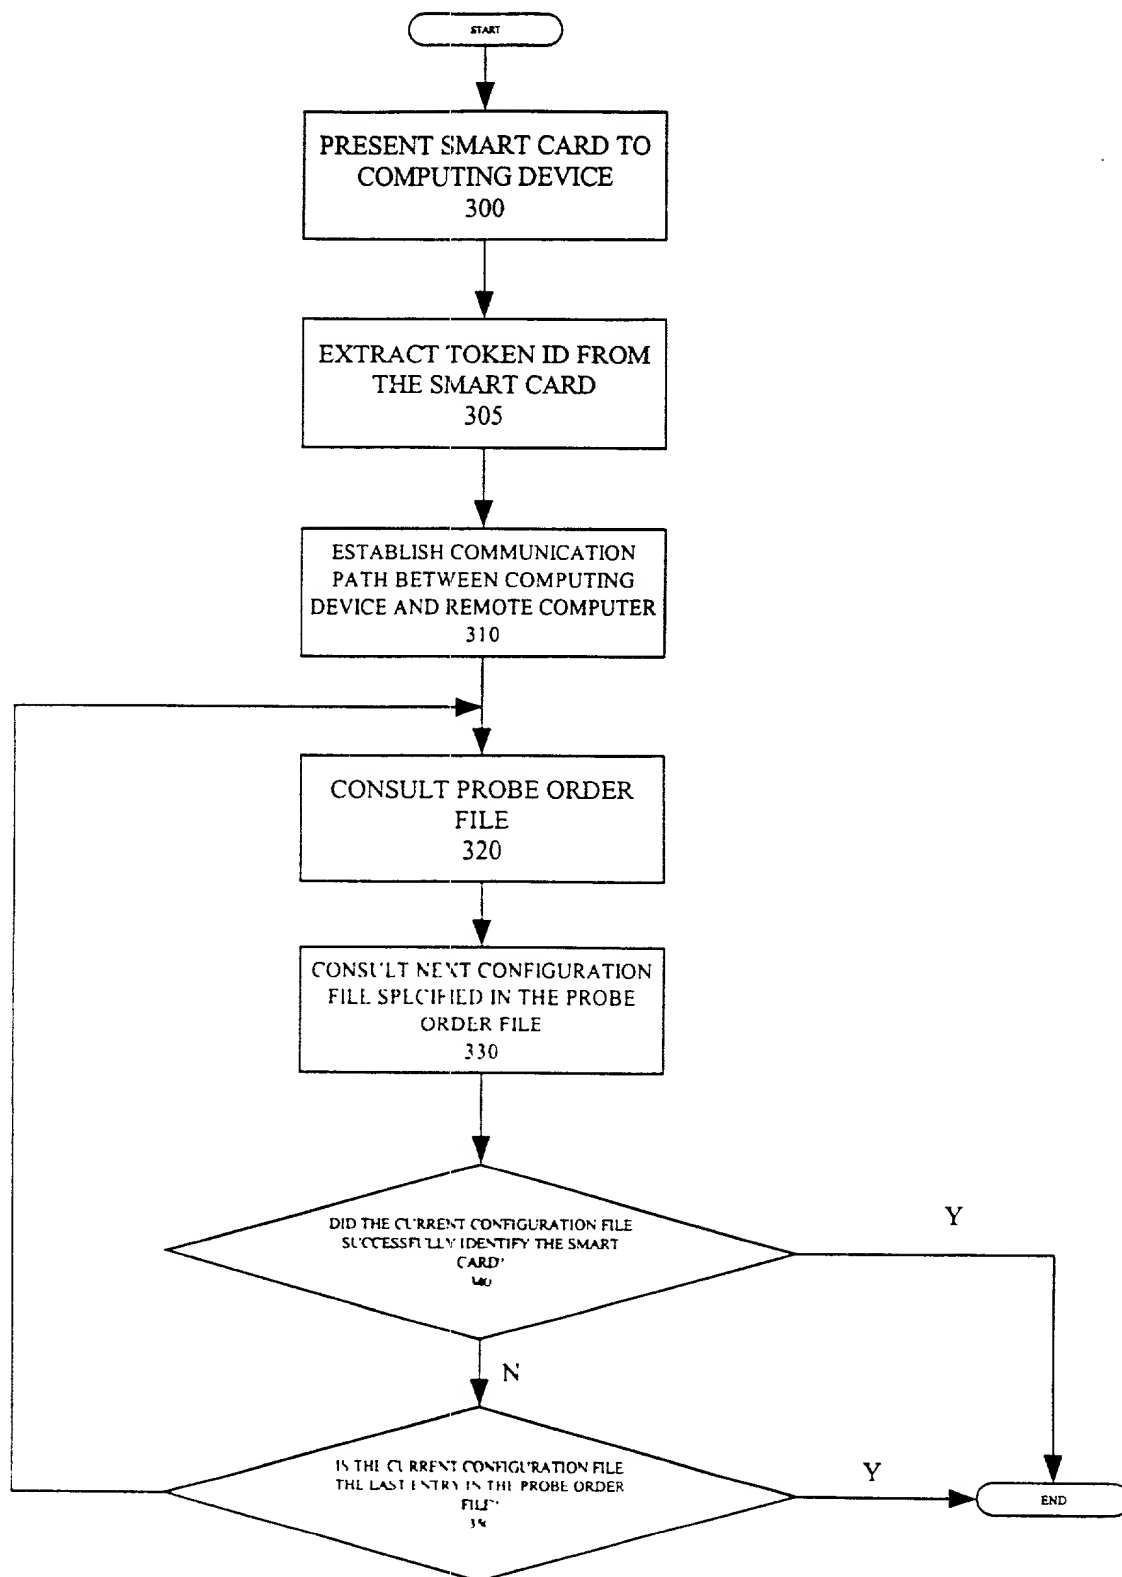 START
PRESENT SMART CARD TO
COMPUTING DEVICE
300
EXTRACT TOKEN ID FROM
THE SMART CARD
305
ESTABLISH COMMUNICATION
PATH BETWEEN COMPUTING
DEVICE AND REMOTE COMPUTER
310
CONSULT PROBE ORDER
FILE
320
CONSULT NEXT CONFIGURATION
FILE SPECIFIED IN THE PROBE
ORDER FILE
330
DID THE CURRENT CONFIGURATION FILE
SUCCESSFULLY IDENTIFY THE SMART
CARD?
340
Y
N
IS THE CURRENT CONFIGURATION FILE
THE LAST ENTRY IN THE PROBE ORDER
FILE?
Y
END